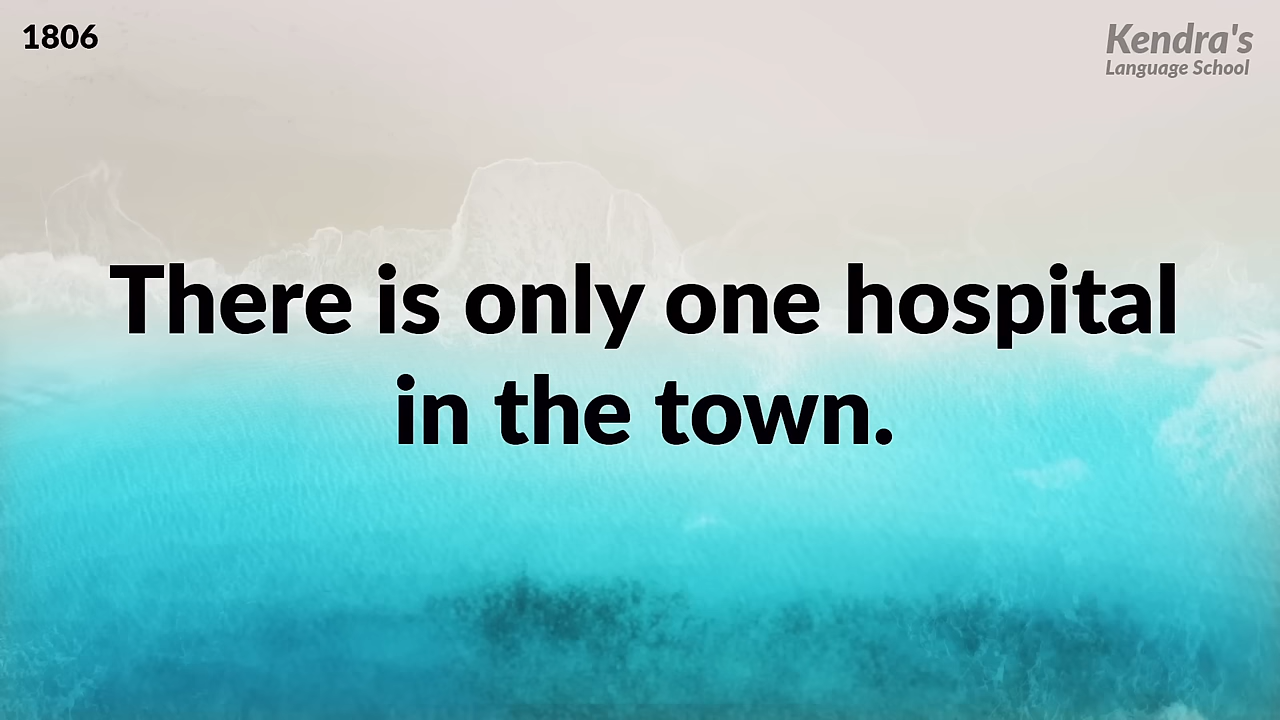 1806
Kendra's
Language School
There is only one hospital
in the town.